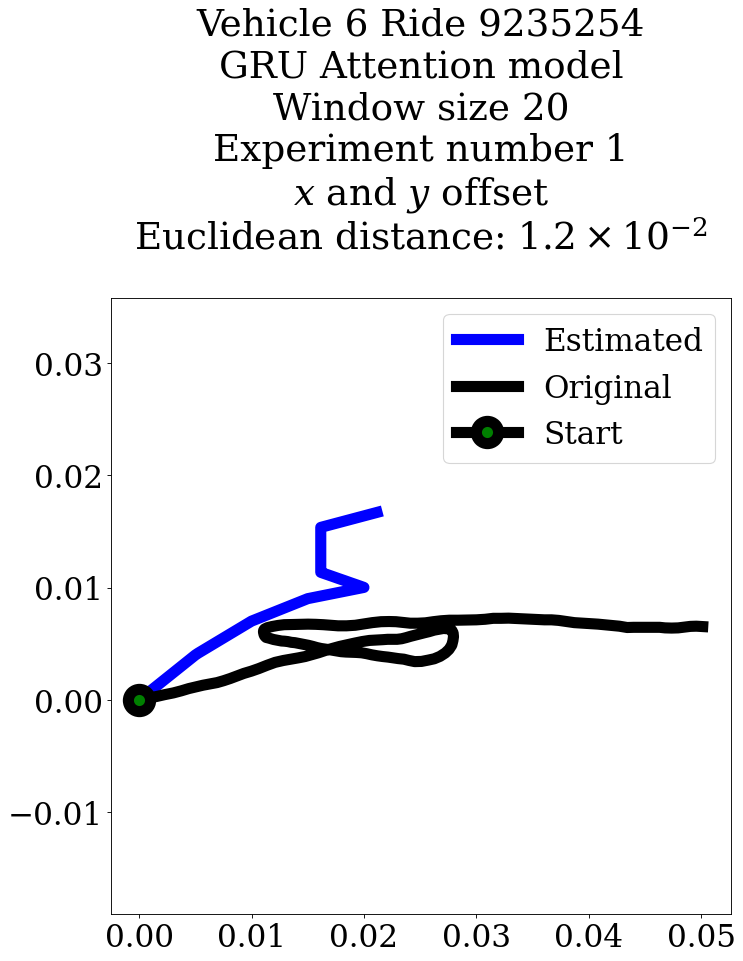 Vehicle 6 Ride 9235254
GRU Attention model
Window size 20
Experiment number 1
x and y offset
Euclidean distance: 1.2 × 10⁻²
Estimated
Original
Start
0.03
0.02
0.01
0.00
−0.01
0.00 0.01 0.02 0.03 0.04 0.05